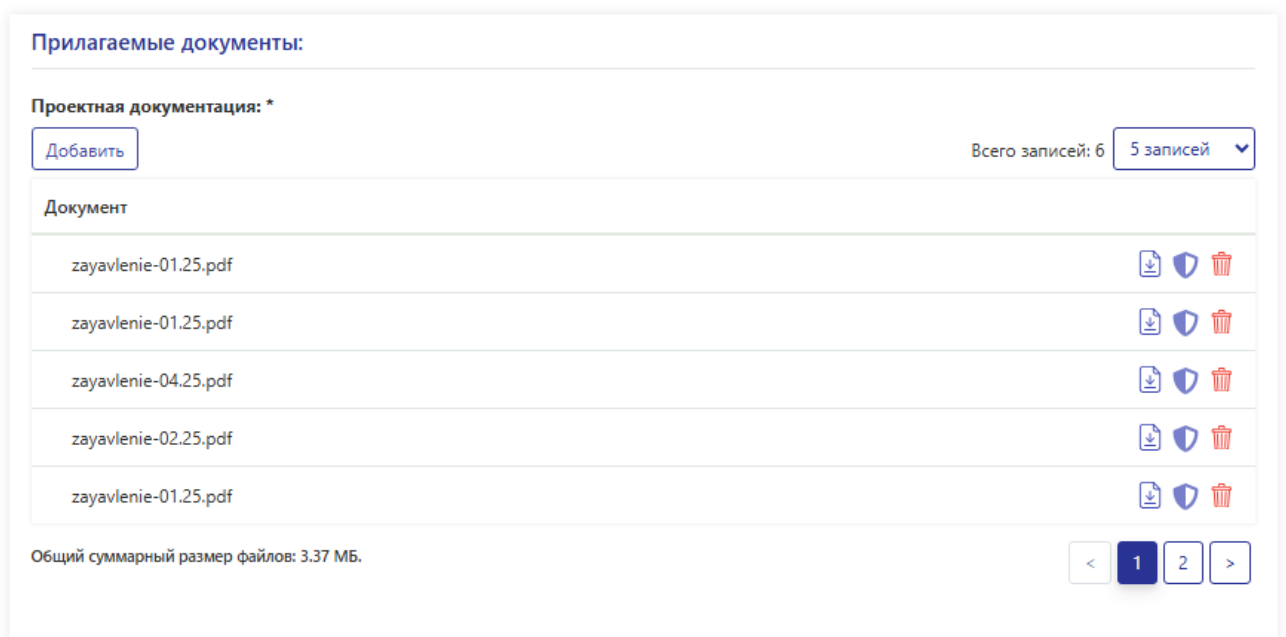 Прилагаемые документы:
Проектная документация: *
Добавить
Всего записей: 6 5 записей
Документ
zayavlenie-01.25.pdf
zayavlenie-01.25.pdf
zayavlenie-04.25.pdf
zayavlenie-02.25.pdf
zayavlenie-01.25.pdf
Общий суммарный размер файлов: 3.37 МБ.
< 1 2 >